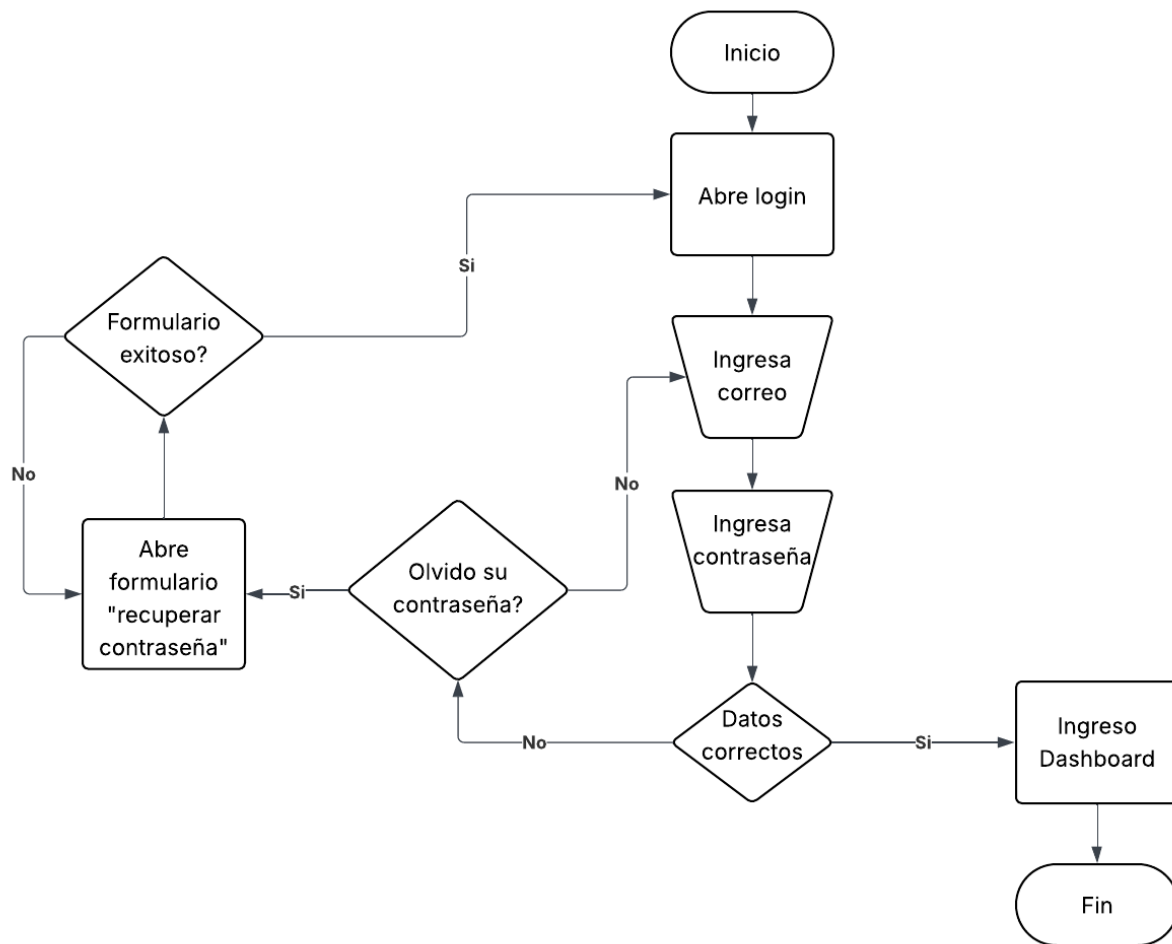 Inicio
Abre login
Si
Formulario
exitoso?
Ingresa
correo
No
No
Ingresa
contraseña
Abre
formulario
"recuperar
contraseña"
Si
Olvido su
contraseña?
Datos
correctos
No
Si
Ingreso
Dashboard
Fin